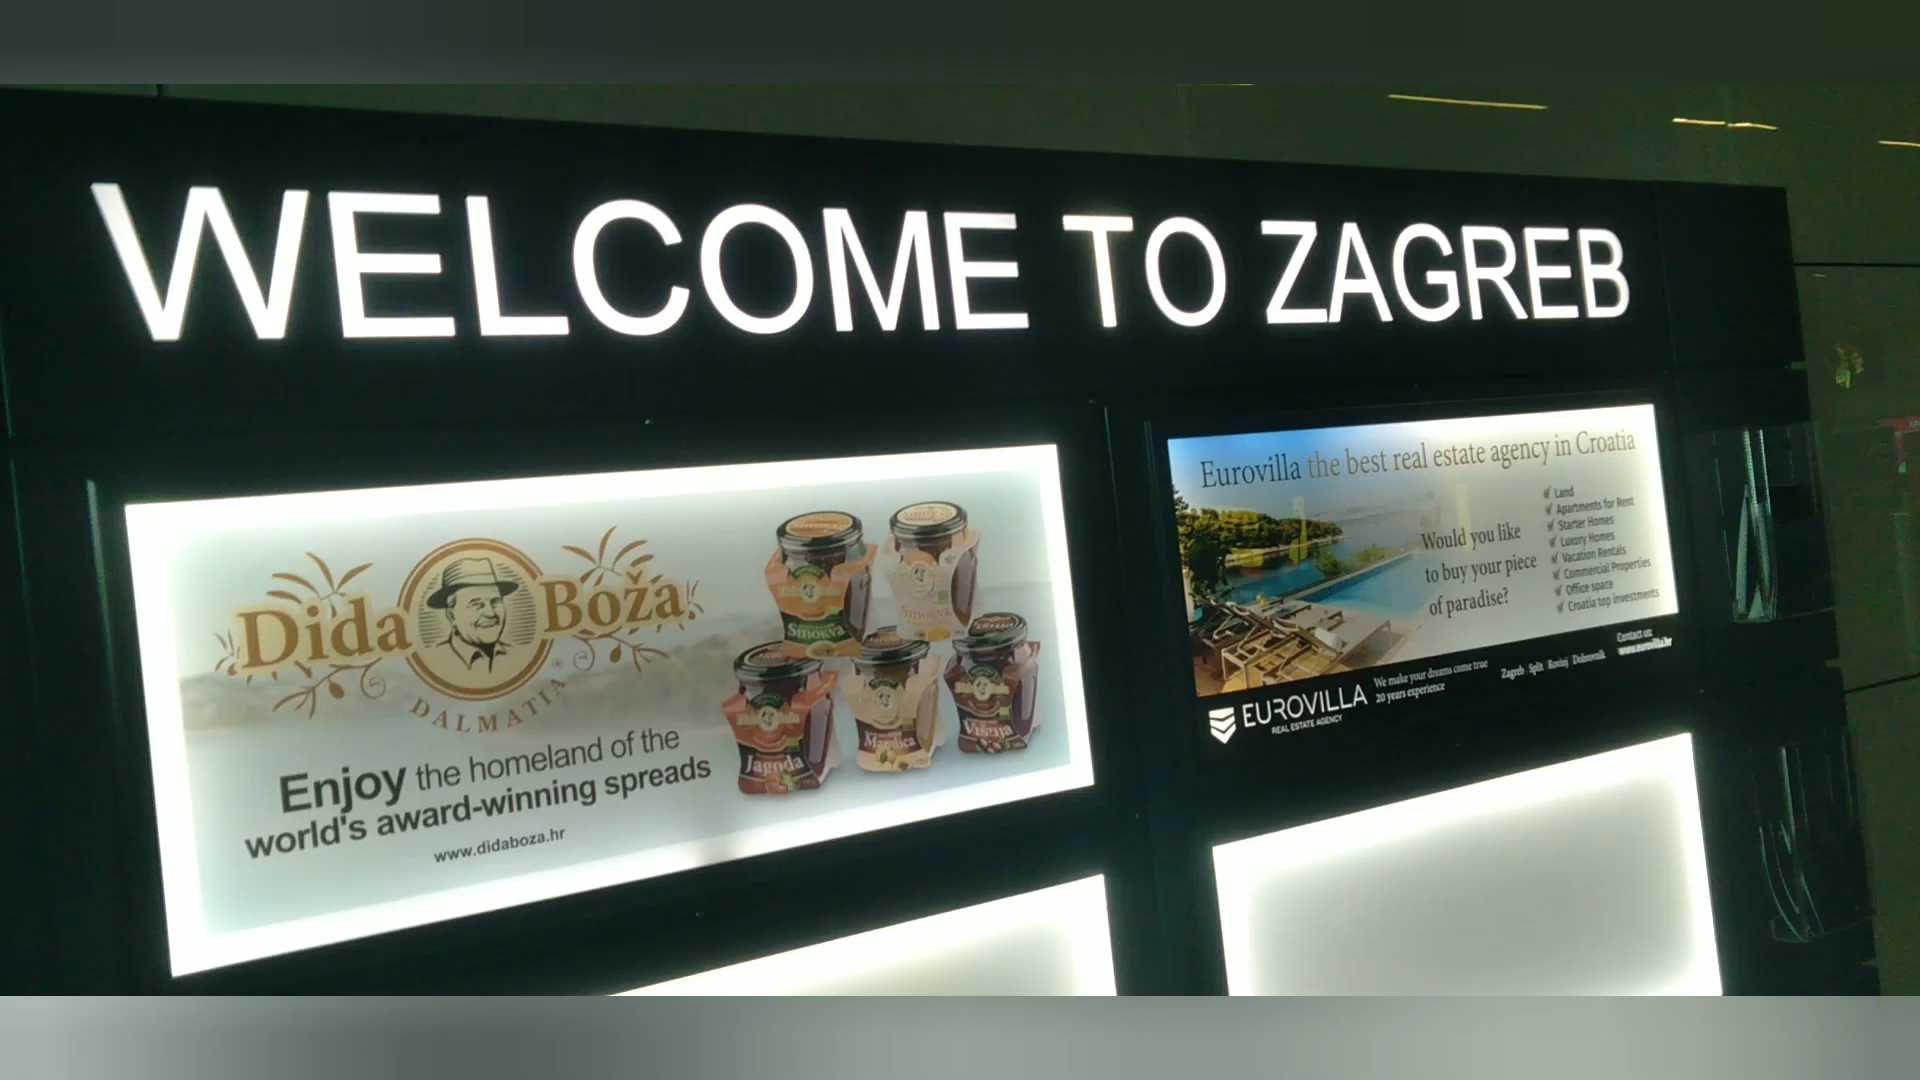 WELCOME TO ZAGREB
Dida Boža
DALMATIA
Enjoy the homeland of the
world's award-winning spreads
www.didaboza.hr
Smokva
Smokva
Jagoda
Višnja
Eurovilla the best real estate agency in Croatia
Would you like
to buy your piece
of paradise?
Land
Apartments for Rent
Starter Homes
Luxury Homes
Vacation Rentals
Commercial Properties
Office space
Croatia top investments
EUROVILLA
REAL ESTATE AGENCY
We make your dreams come true
20 years experience
Zagreb Split Rovinj Dubrovnik
Contact us:
www.eurovilla.hr